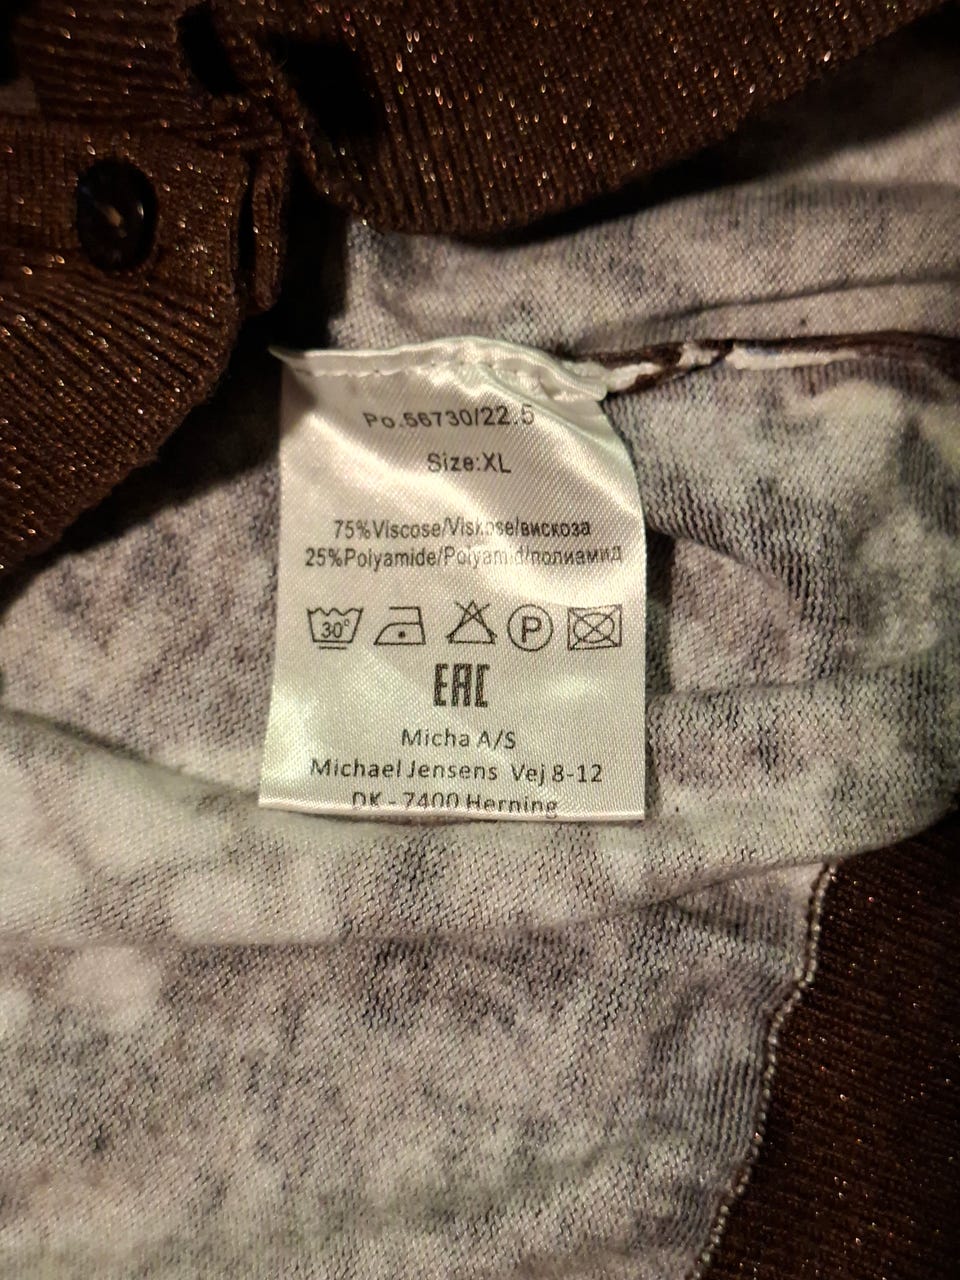 Po.56730/22.5
Size:XL
75%Viscose/Viskose/вискоза
25%Polyamide/Polyamid/полиамид
30°
P
EAC
Micha A/S
Michael Jensens Vej 8-12
DK - 7400 Herning